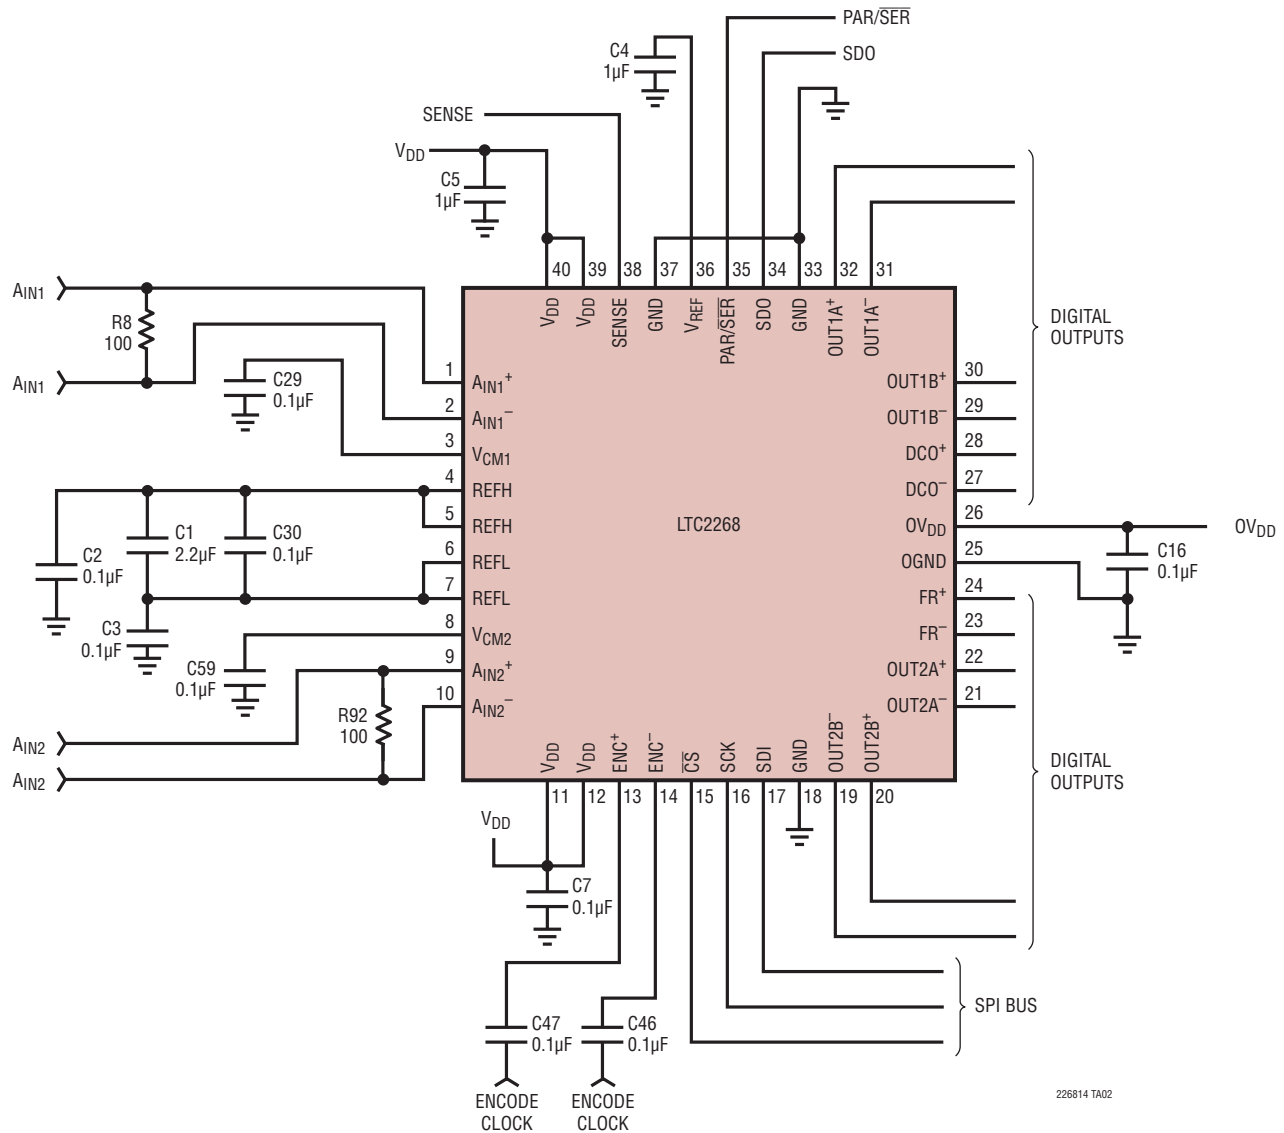 PAR/SER
C4
1µF
SDO
SENSE
VDD
C5
1µF
40
39
38
37
36
35
34
33
32
31
VDD
VDD
SENSE
GND
VREF
PAR/SER
SDO
GND
OUT1A+
OUT1A−
DIGITAL
OUTPUTS
AIN1
R8
100
AIN1
C29
0.1µF
1
AIN1+
2
AIN1−
3
VCM1
4
REFH
5
REFH
6
REFL
7
REFL
8
VCM2
9
AIN2+
10
AIN2−
C2
0.1µF
C1
2.2µF
C30
0.1µF
C3
0.1µF
C59
0.1µF
R92
100
AIN2
AIN2
LTC2268
OUT1B+
30
OUT1B−
29
DCO+
28
DCO−
27
OVDD
26
OGND
25
FR+
24
FR−
23
OUT2A+
22
OUT2A−
21
OVDD
C16
0.1µF
VDD
VDD
ENC+
ENC−
CS
SCK
SDI
GND
OUT2B−
OUT2B+
11
12
13
14
15
16
17
18
19
20
DIGITAL
OUTPUTS
VDD
C7
0.1µF
C47
0.1µF
C46
0.1µF
SPI BUS
ENCODE
CLOCK
ENCODE
CLOCK
226814 TA02